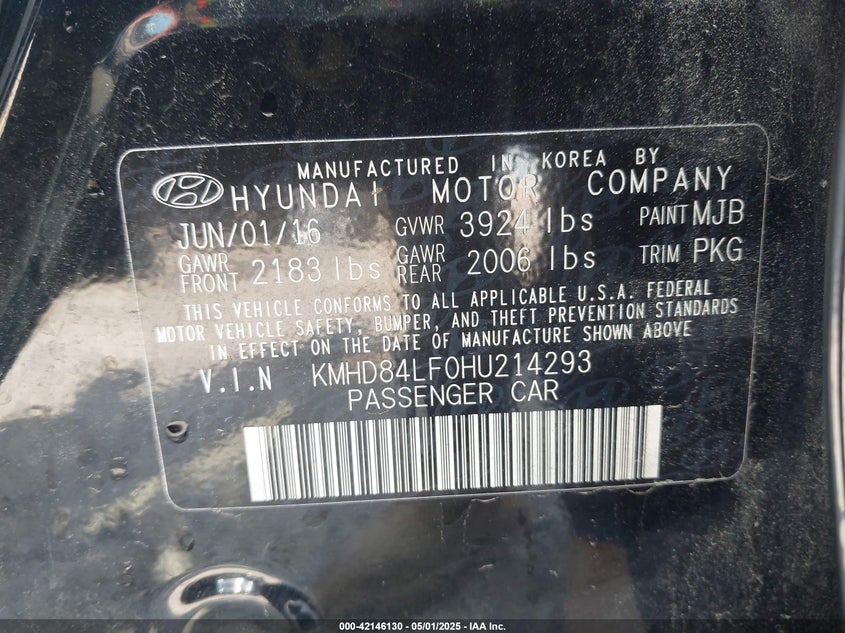 MANUFACTURED IN KOREA BY
HYUNDAI MOTOR COMPANY
JUN/01/16 GVWR 3924 lbs PAINT MJB
GAWR FRONT 2183 lbs GAWR REAR 2006 lbs TRIM PKG
THIS VEHICLE CONFORMS TO ALL APPLICABLE U.S.A. FEDERAL
MOTOR VEHICLE SAFETY, BUMPER, AND THEFT PREVENTION STANDARDS
IN EFFECT ON THE DATE OF MANUFACTURE SHOWN ABOVE
V.I.N KMHD84LF0HU214293
PASSENGER CAR
000-42146130 - 05/01/2025 - IAA Inc.